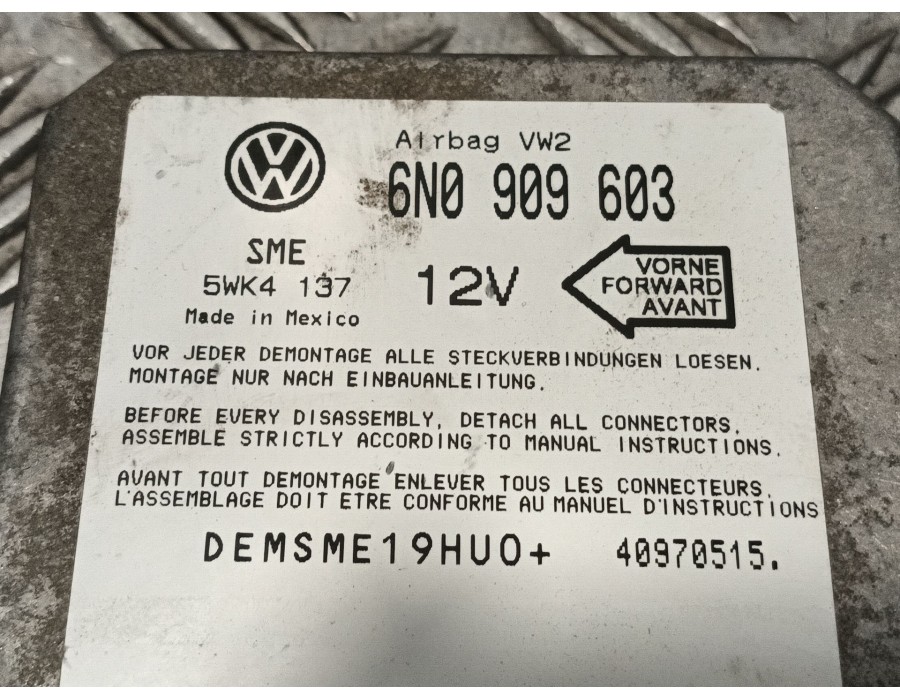 Airbag VW2
6N0 909 603
SME
5WK4 137
Made in Mexico
12V
VORNE
FORWARD
AVANT
VOR JEDER DEMONTAGE ALLE STECKVERBINDUNGEN LOESEN.
MONTAGE NUR NACH EINBAUANLEITUNG.
BEFORE EVERY DISASSEMBLY, DETACH ALL CONNECTORS.
ASSEMBLE STRICTLY ACCORDING TO MANUAL INSTRUCTIONS.
AVANT TOUT DEMONTAGE ENLEVER TOUS LES CONNECTEURS.
L'ASSEMBLAGE DOIT ETRE CONFORME AU MANUEL D'INSTRUCTIONS
DEMSME19HU0+ 40970515.